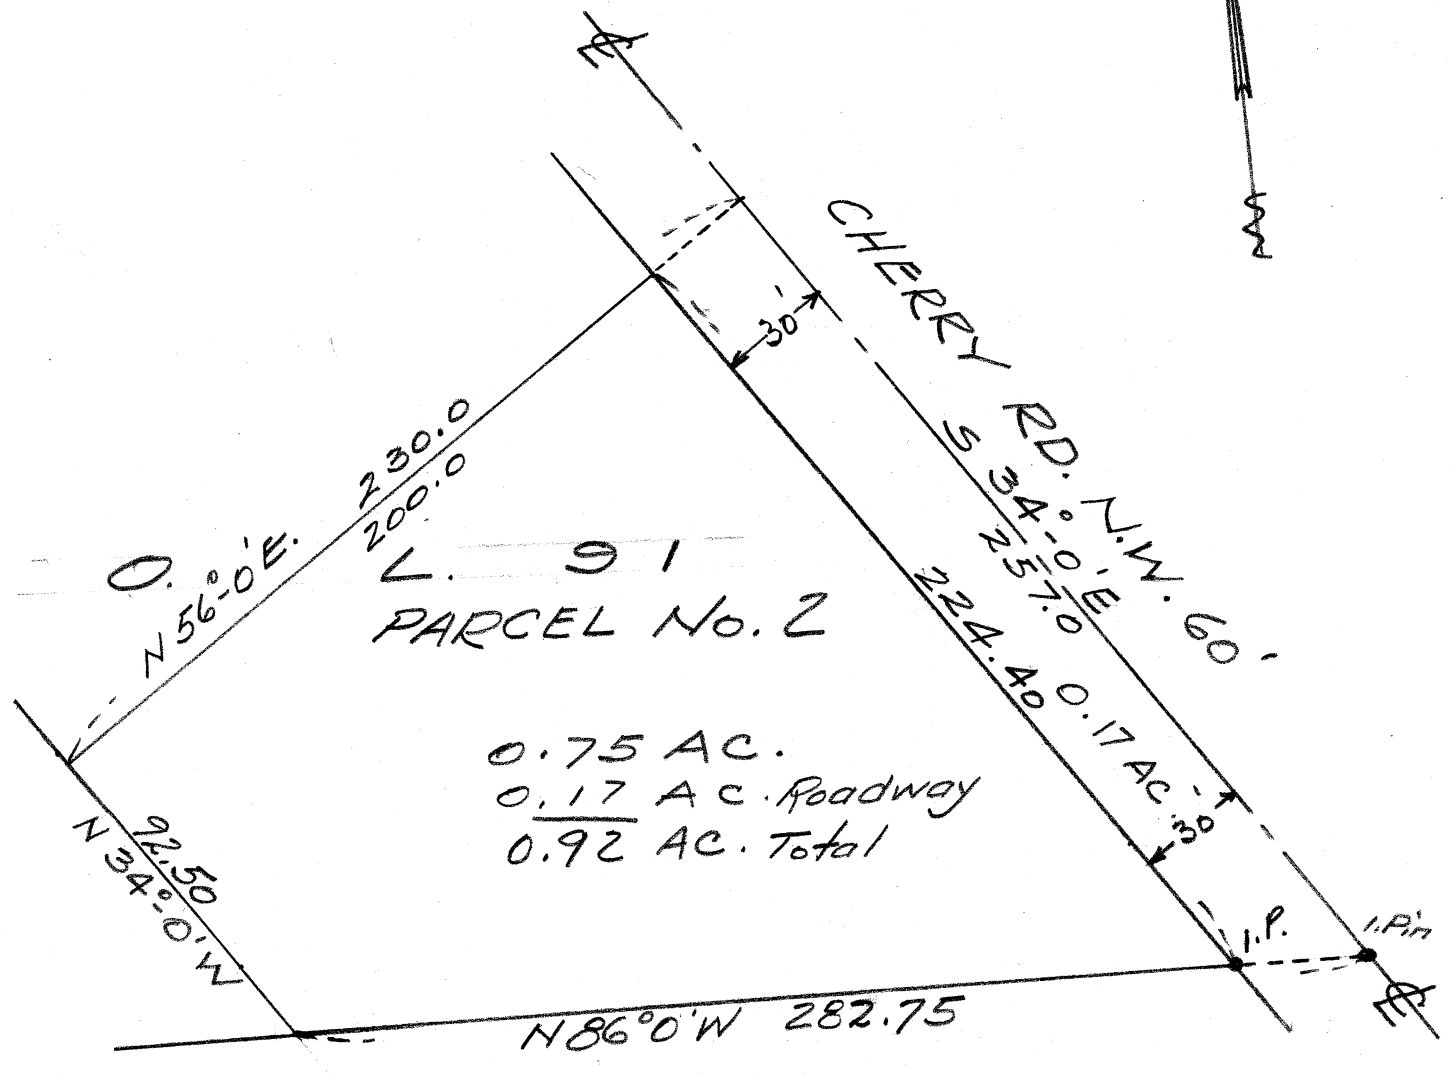 ℄
S
CHERRY RD. N.W. 60'
30'
S 34°-0'E
257.0
224.40
0.17 AC.
30'
230.0
200.0
N 56°-0'E.
O. L. 91
PARCEL No. 2
0.75 AC.
0.17 AC. Roadway
0.92 AC. Total
92.50
N 34°-0'W
I.P.
I.Pin
℄
N 86°0'W 282.75